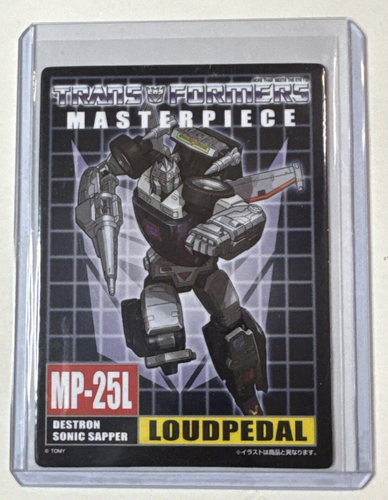 TRANSFORMERS
MASTERPIECE
MP-25L
DESTRON
SONIC SAPPER
LOUDPEDAL
© TOMY
※イラストは商品と異なります。